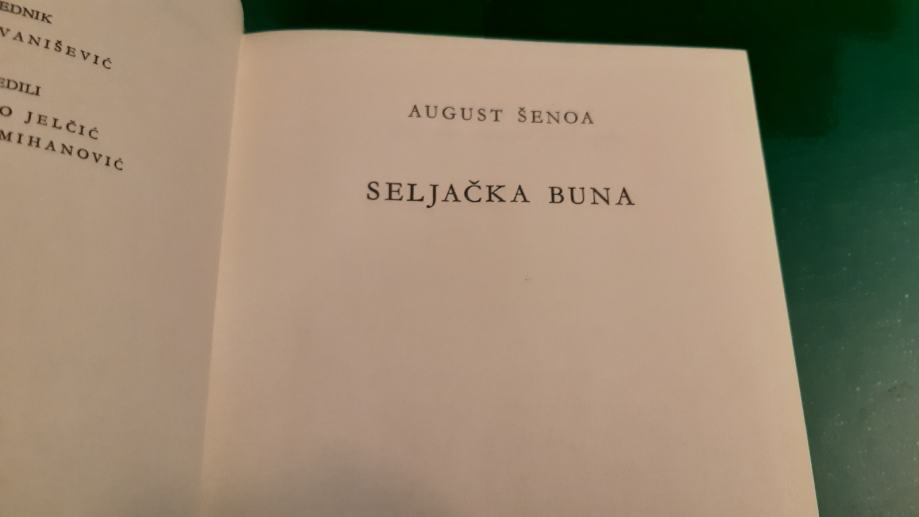 EDNIK
VANIŠEVIĆ
EDILI
O JELČIĆ
MIHANOVIĆ
AUGUST ŠENOA
SELJAČKA BUNA